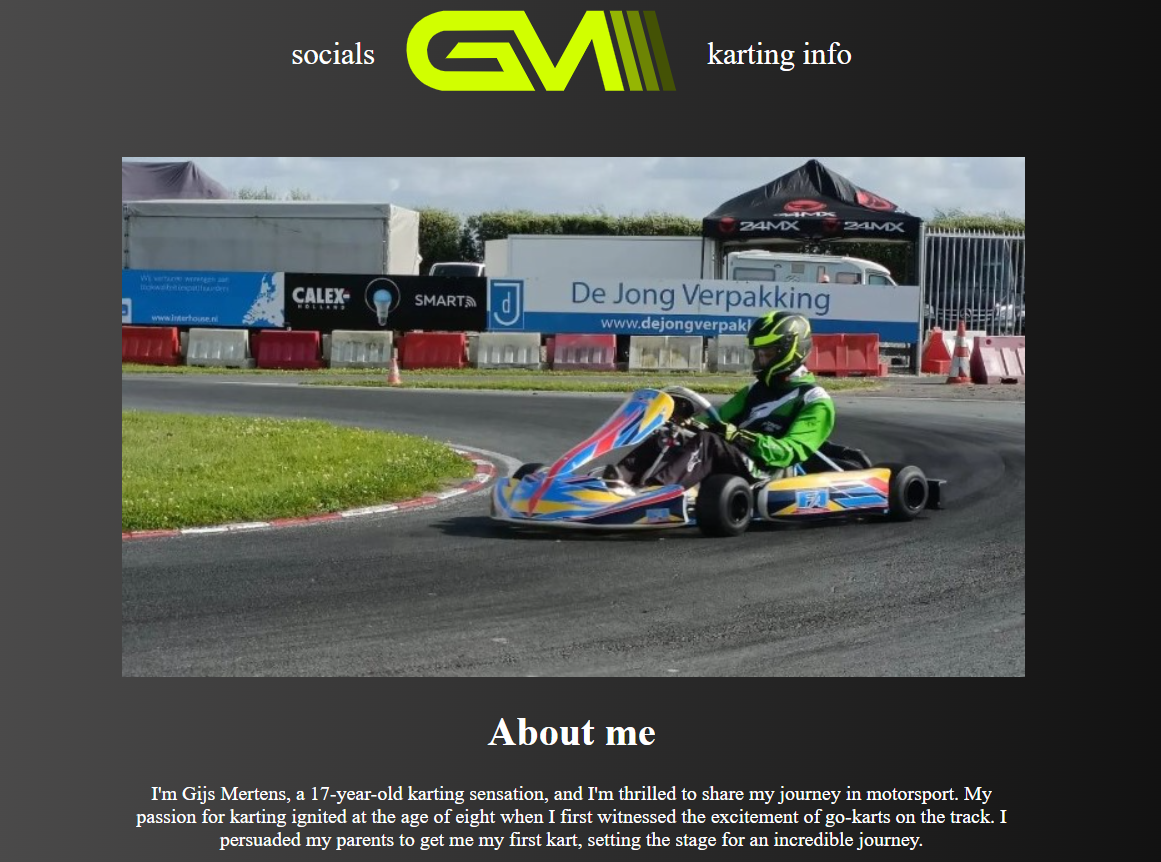 socials
GM
karting info
24MX
24MX 24MX
CALEX
HOLLAND
SMART
De Jong Verpakking
www.interhouse.nl
www.dejongverpakk
About me
I'm Gijs Mertens, a 17-year-old karting sensation, and I'm thrilled to share my journey in motorsport. My
passion for karting ignited at the age of eight when I first witnessed the excitement of go-karts on the track. I
persuaded my parents to get me my first kart, setting the stage for an incredible journey.